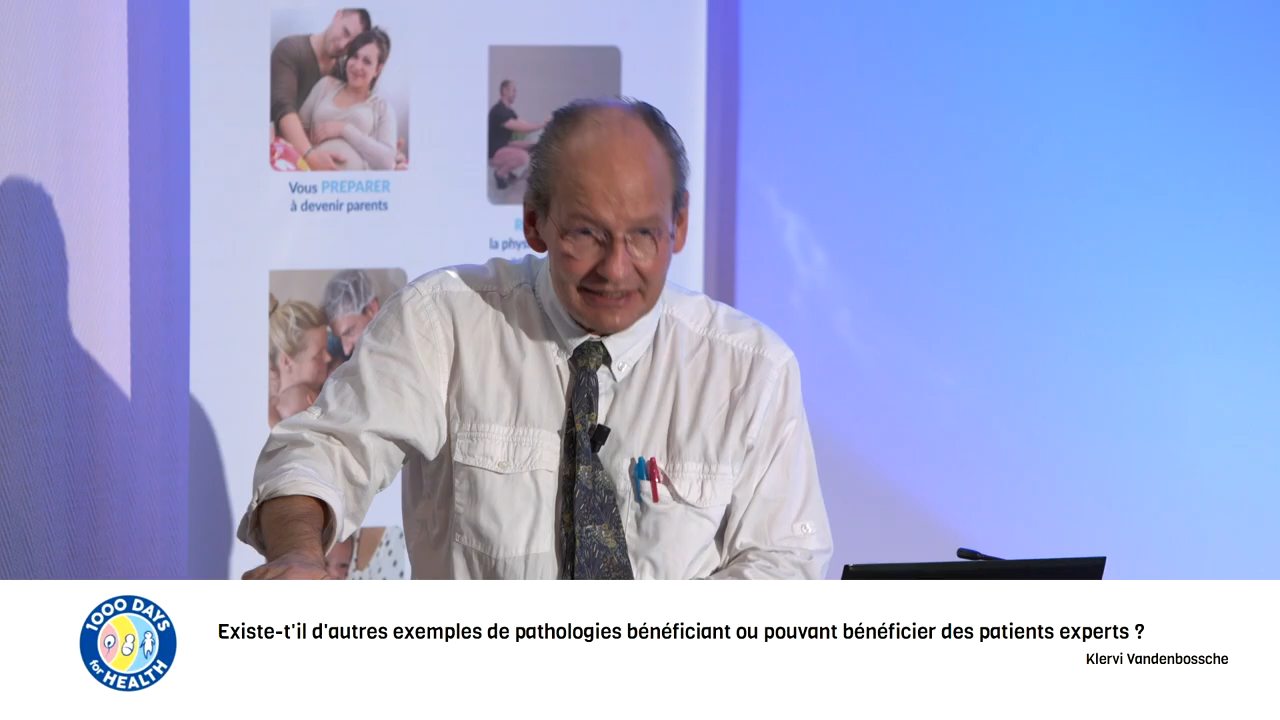 Vous PREPARER
à devenir parents
la phys
1000 DAYS
for HEALTH
Existe-t'il d'autres exemples de pathologies bénéficiant ou pouvant bénéficier des patients experts ?
Klervi Vandenbossche